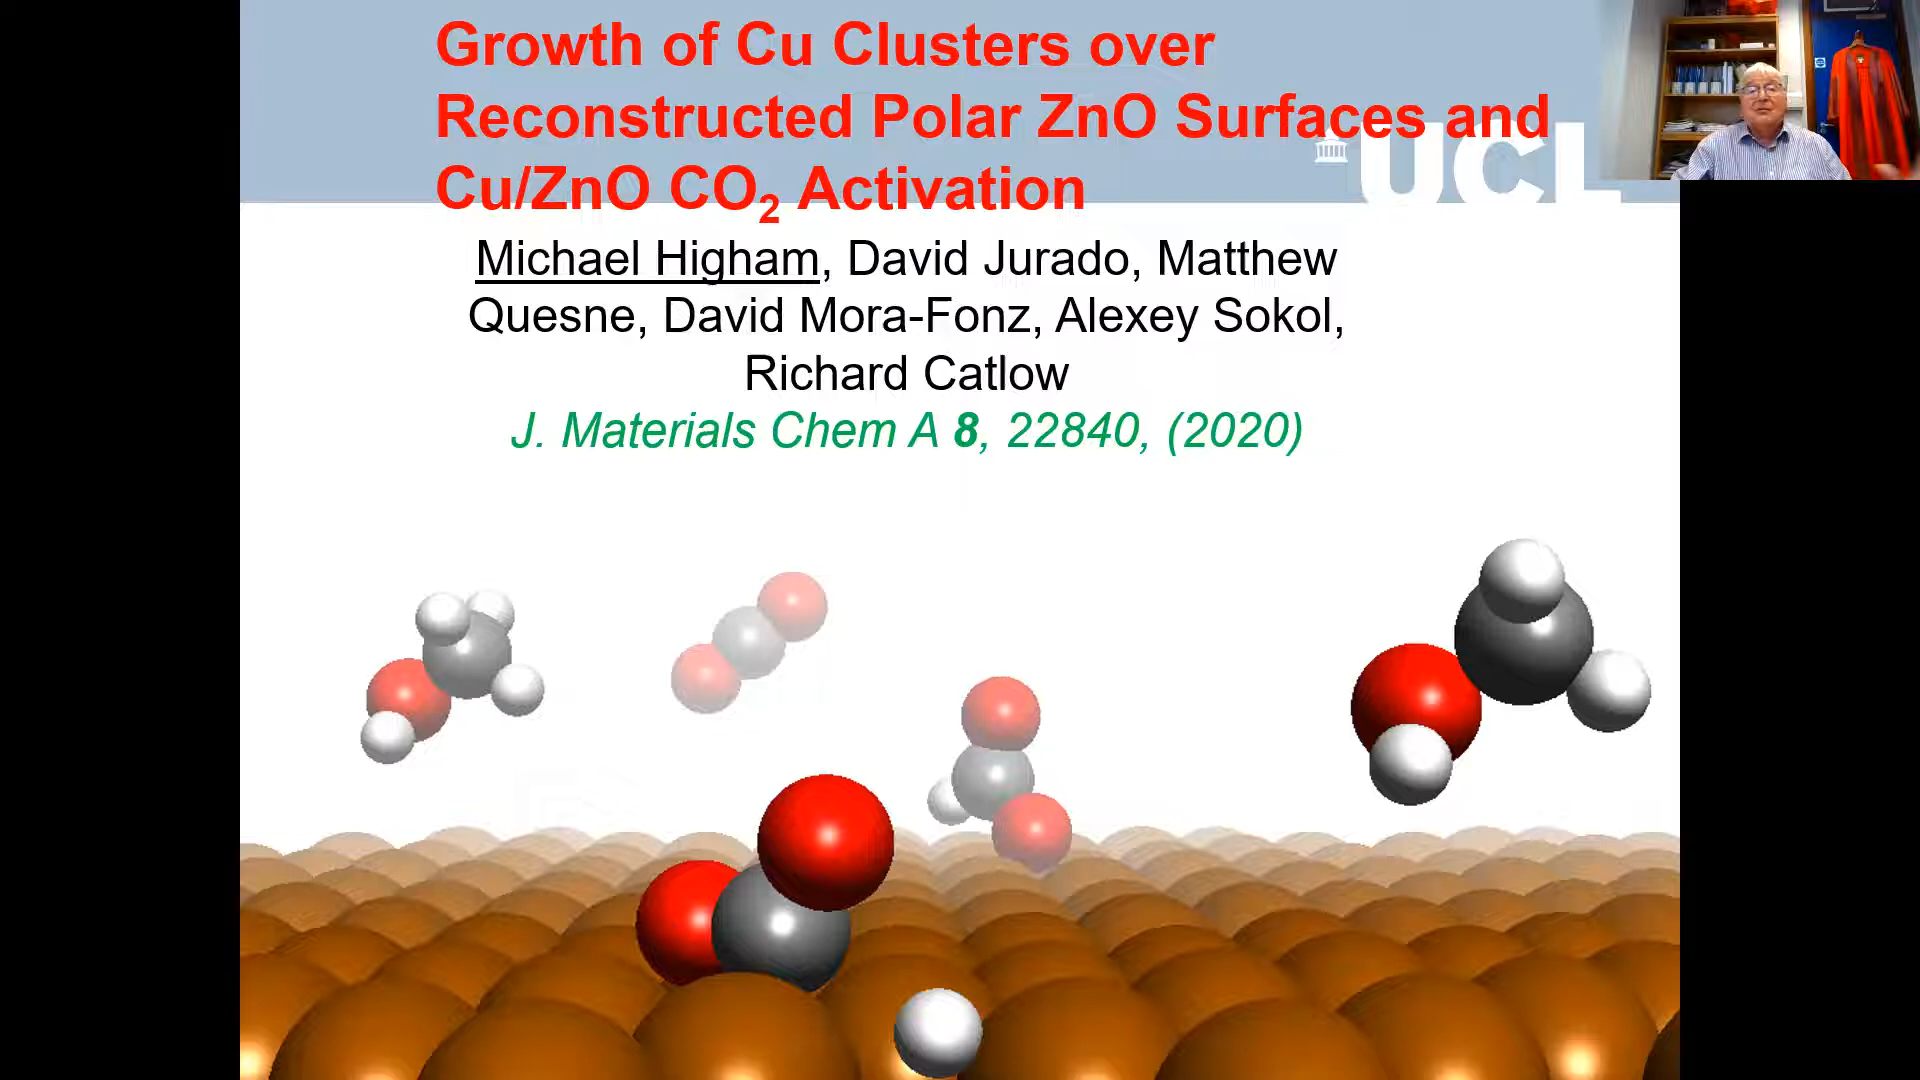 Growth of Cu Clusters over
Reconstructed Polar ZnO Surfaces and
Cu/ZnO CO₂ Activation
UCL
Michael Higham, David Jurado, Matthew
Quesne, David Mora-Fonz, Alexey Sokol,
Richard Catlow
J. Materials Chem A 8, 22840, (2020)